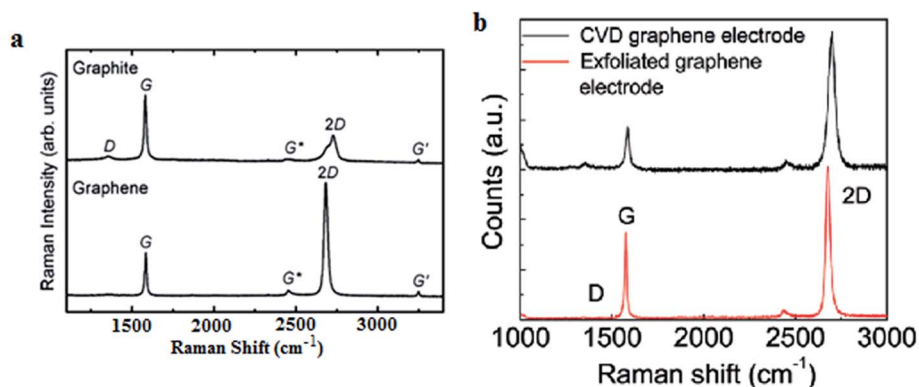 a
Raman Intensity (arb. units)
Graphite
D
G
G*
2D
G'
Graphene
G
G*
2D
G'
1500
2000
2500
3000
Raman Shift (cm⁻¹)
b
Counts (a.u.)
CVD graphene electrode
Exfoliated graphene
electrode
D
G
2D
1000
1500
2000
2500
3000
Raman shift (cm⁻¹)